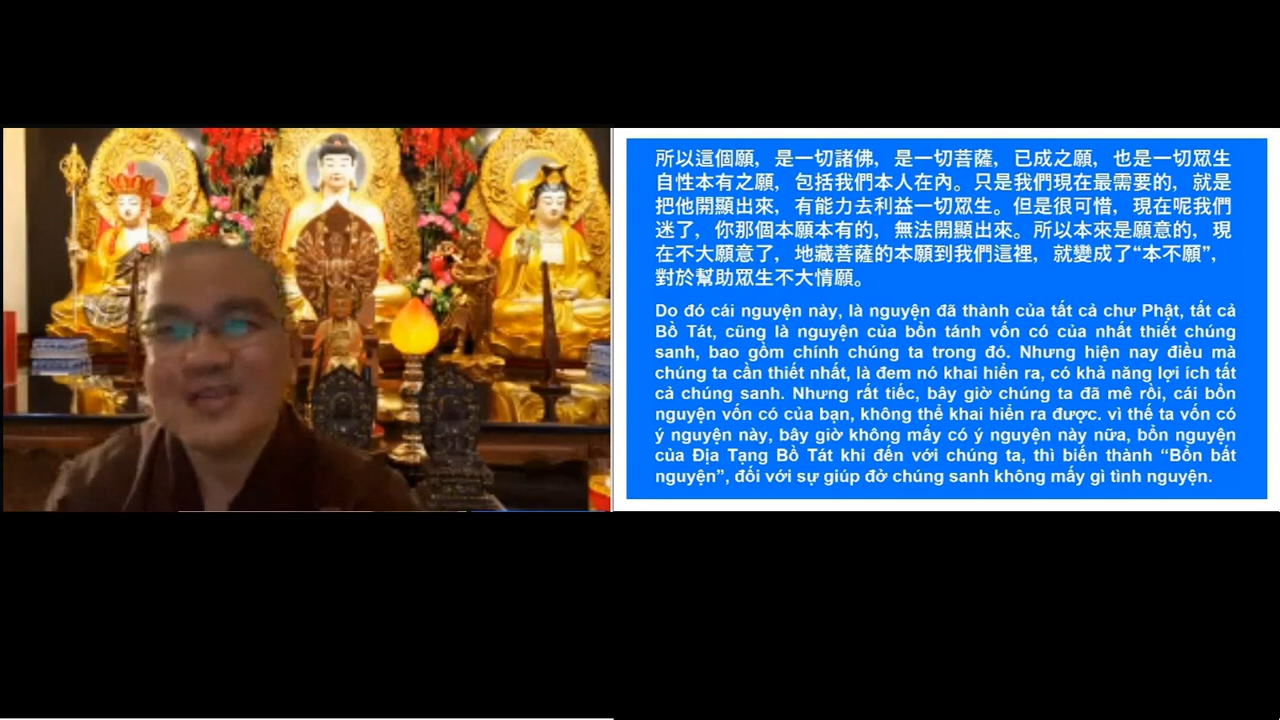 所以這個願，是一切諸佛，是一切菩薩，已成之願，也是一切眾生
自性本有之願，包括我們本人在內。只是我們現在最需要的，就是
把他開顯出來，有能力去利益一切眾生。但是很可惜，現在呢我們
迷了，你那個本願本有的，無法開顯出來。所以本來是願意的，現
在不大願意了，地藏菩薩的本願到我們這裡，就變成了“本不願”，
對於幫助眾生不大情願。
Do đó cái nguyện này, là nguyện đã thành của tất cả chư Phật, tất cả
Bồ Tát, cũng là nguyện của bổn tánh vốn có của nhất thiết chúng
sanh, bao gồm chính chúng ta trong đó. Nhưng hiện nay điều mà
chúng ta cần thiết nhất, là đem nó khai hiển ra, có khả năng lợi ích tất
cả chúng sanh. Nhưng rất tiếc, bây giờ chúng ta đã mê rồi, cái bổn
nguyện vốn có của bạn, không thể khai hiển ra được. vì thế ta vốn có
ý nguyện này, bây giờ không mấy có ý nguyện này nữa, bổn nguyện
của Địa Tạng Bồ Tát khi đến với chúng ta, thì biến thành “Bổn bất
nguyện”, đối với sự giúp đở chúng sanh không mấy gì tình nguyện.